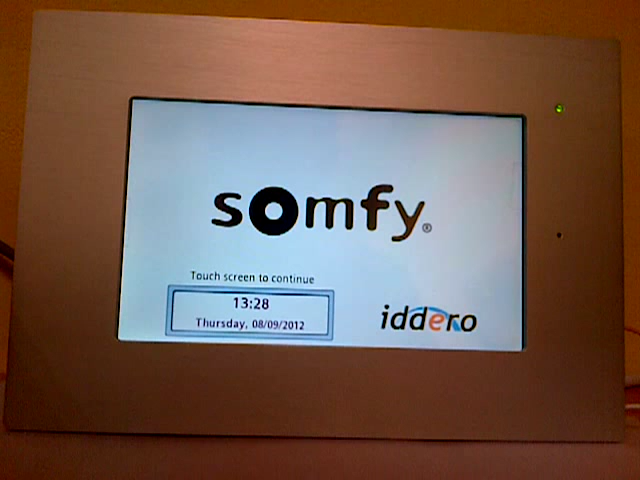 somfy®
Touch screen to continue
13:28
Thursday, 08/09/2012
iddero